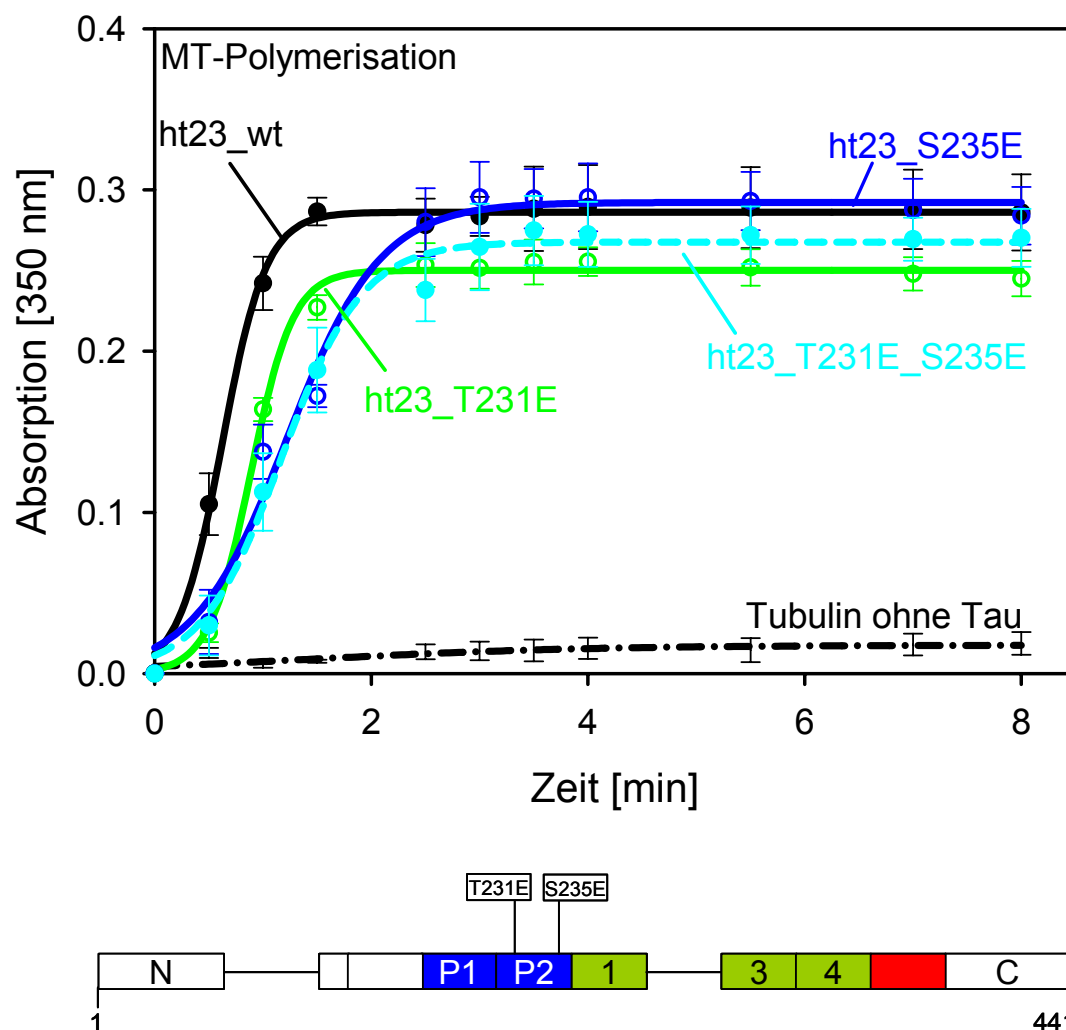 0.4
MT-Polymerisation
ht23_wt
ht23_S235E
0.3
Absorption [350 nm]
0.2
ht23_T231E_S235E
ht23_T231E
0.1
Tubulin ohne Tau
0.0
0 2 4 6 8
Zeit [min]
T231E S235E
N P1 P2 1 3 4 C
1 441